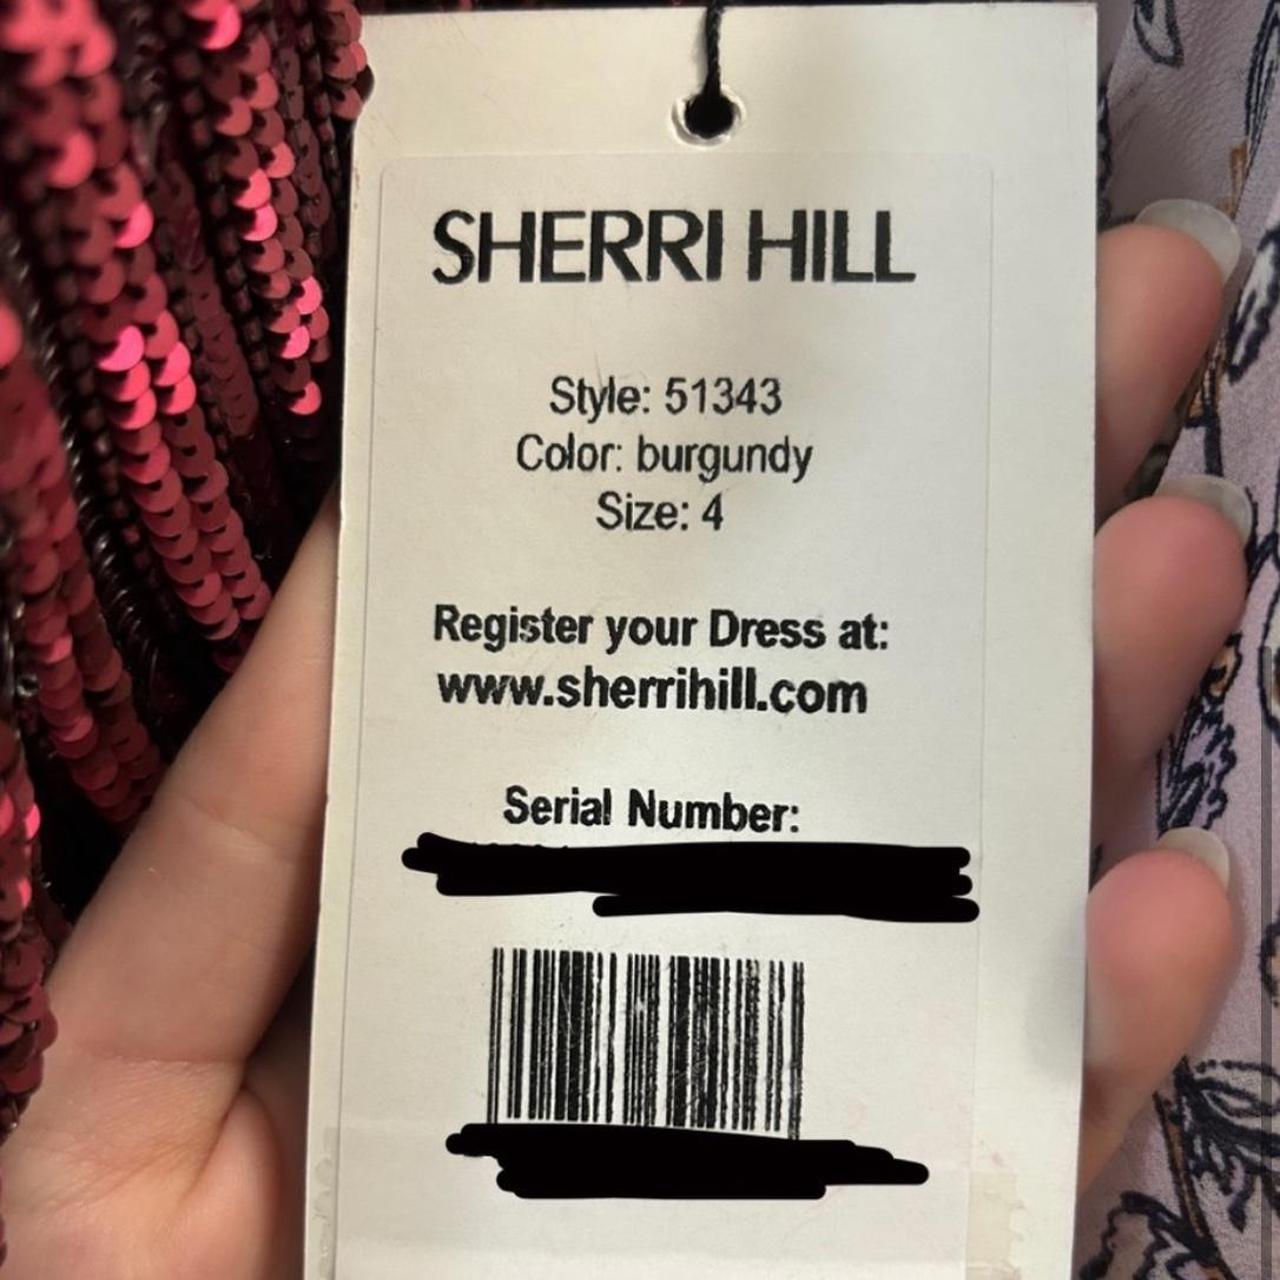 SHERRI HILL
Style: 51343
Color: burgundy
Size: 4
Register your Dress at:
www.sherrihill.com
Serial Number: